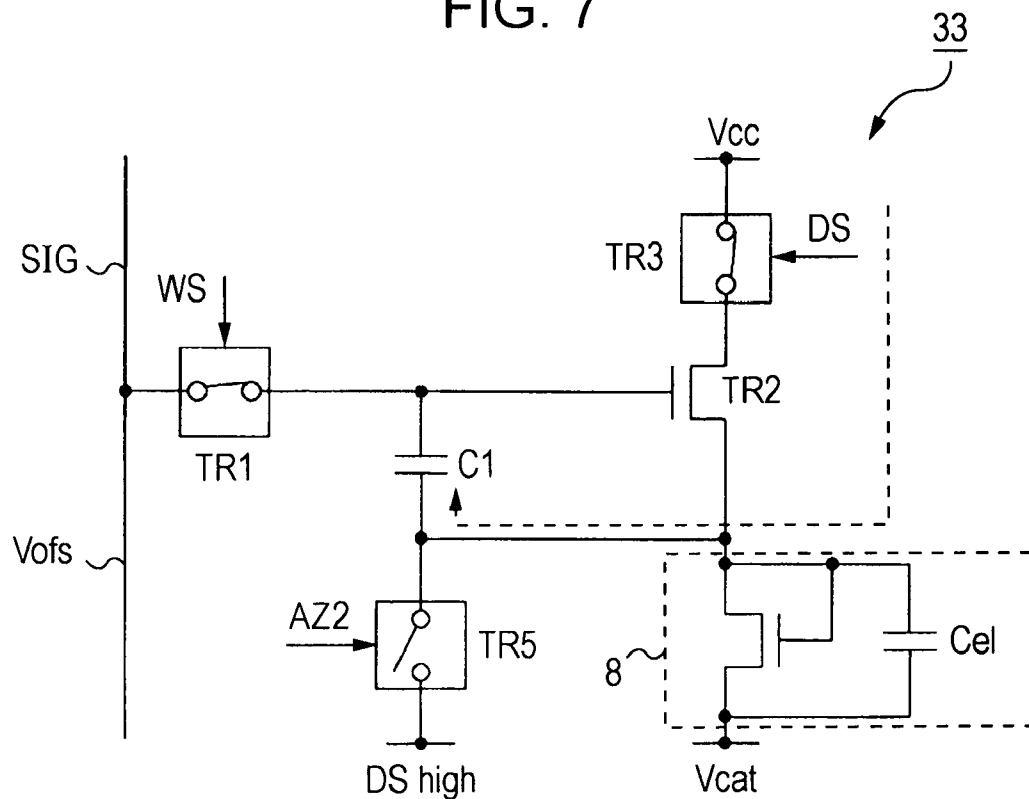 FIG. 7
33
Vcc
SIG
WS
TR3
DS
TR2
TR1
C1
Vofs
AZ2
TR5
8
Cel
DS high
Vcat